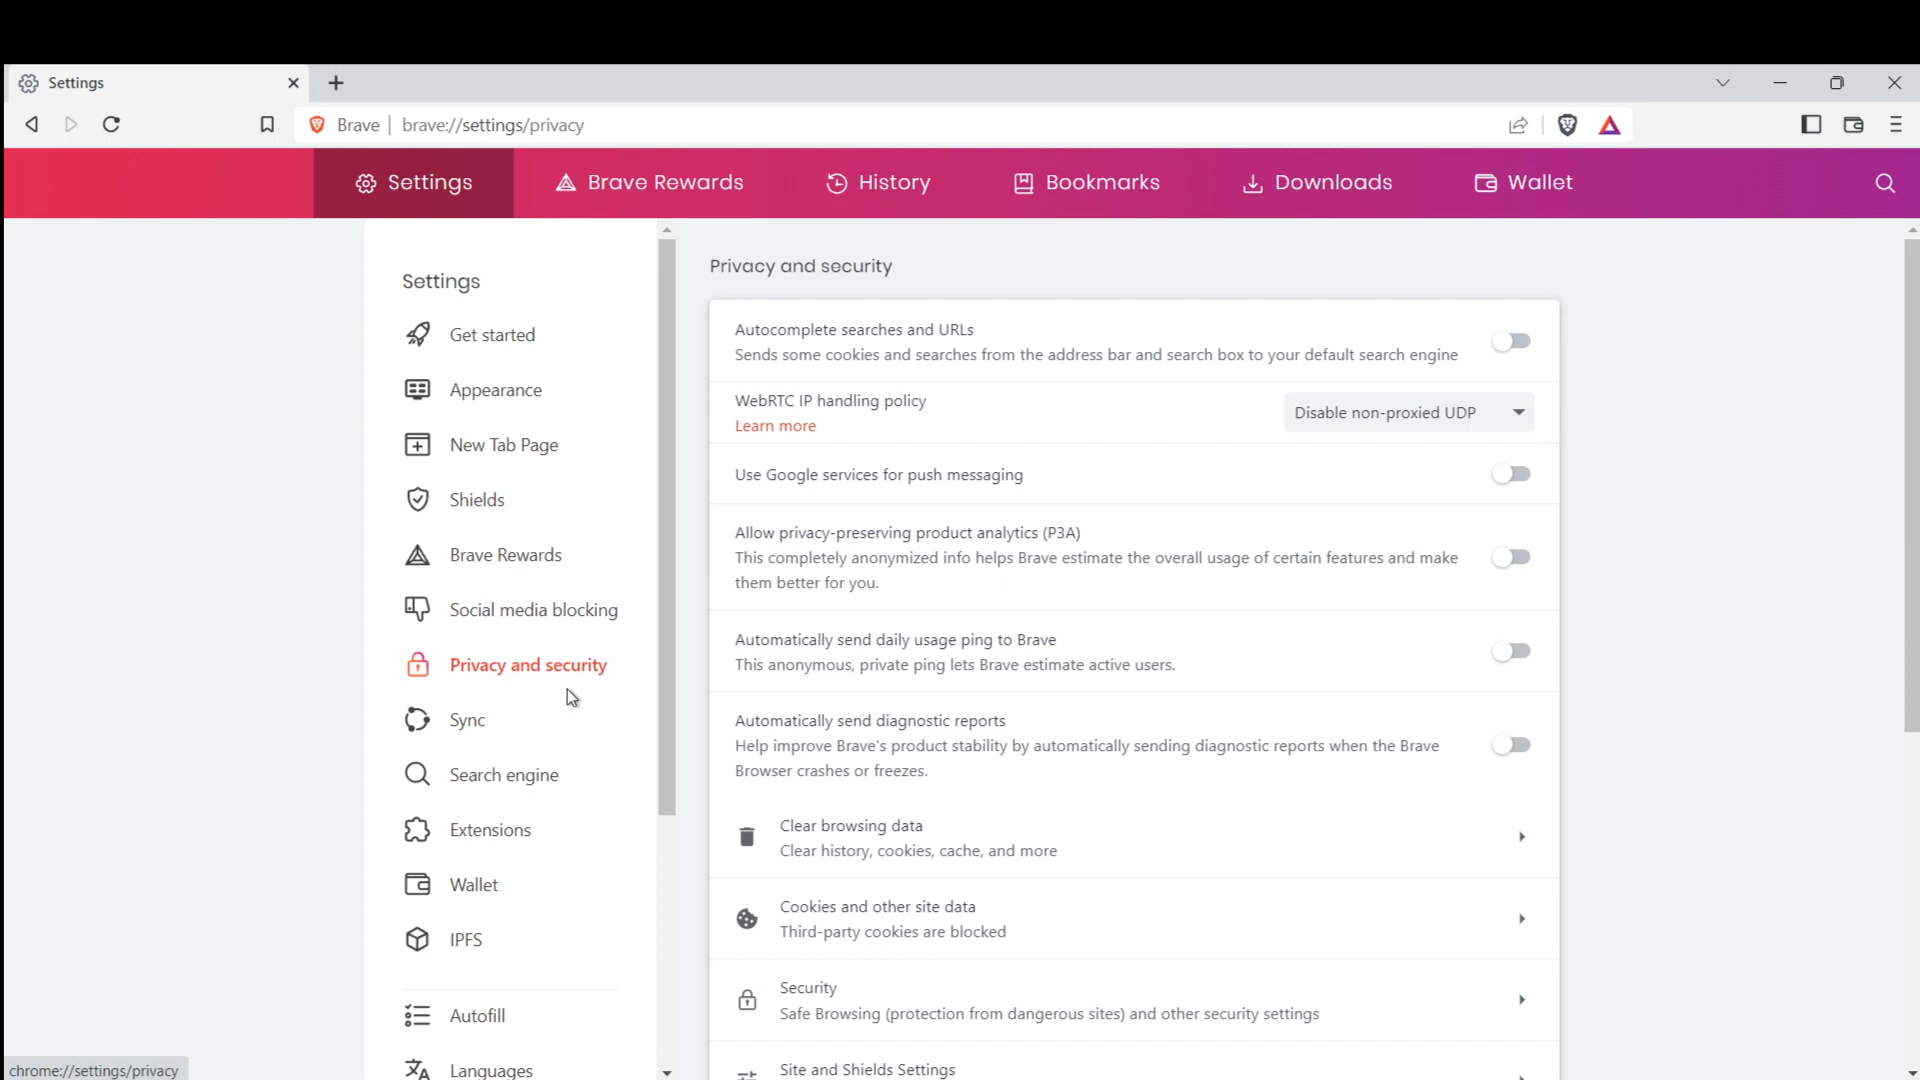 Settings
Brave | brave://settings/privacy
Settings Brave Rewards History Bookmarks Downloads Wallet
Settings
Get started
Appearance
New Tab Page
Shields
Brave Rewards
Social media blocking
Privacy and security
Sync
Search engine
Extensions
Wallet
IPFS
Autofill
Languages
Privacy and security
Autocomplete searches and URLs
Sends some cookies and searches from the address bar and search box to your default search engine
WebRTC IP handling policy
Learn more
Disable non-proxied UDP
Use Google services for push messaging
Allow privacy-preserving product analytics (P3A)
This completely anonymized info helps Brave estimate the overall usage of certain features and make
them better for you.
Automatically send daily usage ping to Brave
This anonymous, private ping lets Brave estimate active users.
Automatically send diagnostic reports
Help improve Brave's product stability by automatically sending diagnostic reports when the Brave
Browser crashes or freezes.
Clear browsing data
Clear history, cookies, cache, and more
Cookies and other site data
Third-party cookies are blocked
Security
Safe Browsing (protection from dangerous sites) and other security settings
Site and Shields Settings
chrome://settings/privacy